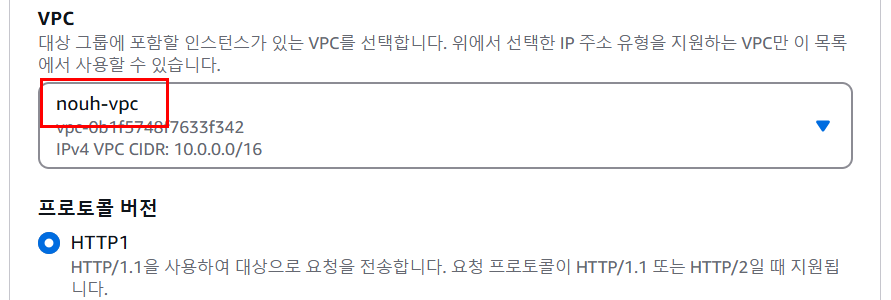 VPC
대상 그룹에 포함할 인스턴스가 있는 VPC를 선택합니다. 위에서 선택한 IP 주소 유형을 지원하는 VPC만 이 목록
에서 사용할 수 있습니다.
nouh-vpc
vpc-0b1f5748f7633f342
IPv4 VPC CIDR: 10.0.0.0/16
프로토콜 버전
HTTP1
HTTP/1.1을 사용하여 대상으로 요청을 전송합니다. 요청 프로토콜이 HTTP/1.1 또는 HTTP/2일 때 지원됩
니다.